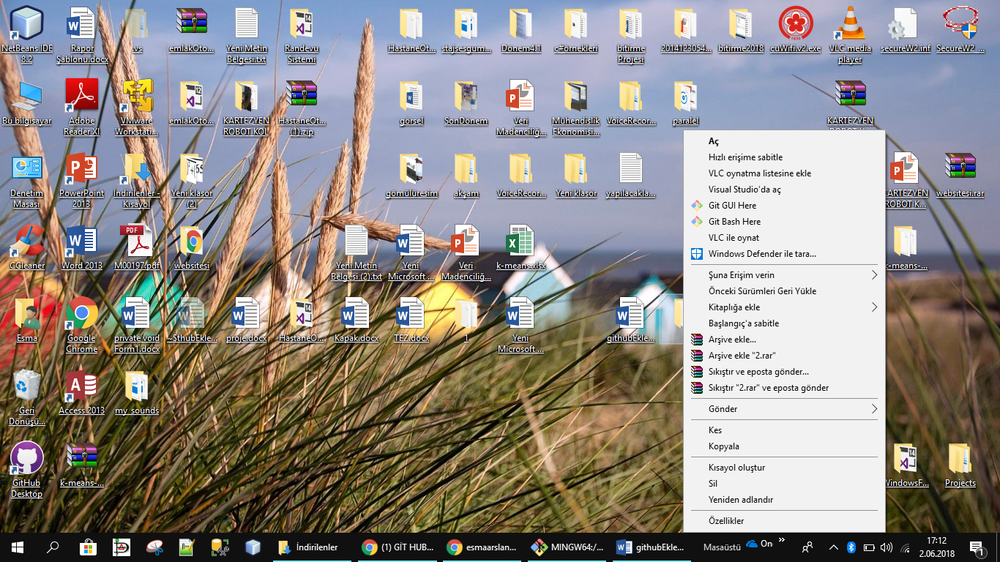 NetBeans IDE
8.2
Rapor
Şablonu.docx
.vs
emlakOto...
Yeni Metin
Belgesi.txt
Randevu
Sistemi
HastaneOt...
stajsesgum...
Dönem4.1
c#örnekleri
bitirme
Projesi
2014123054...
bitirme2018
cuWifi.v2.exe
VLC media
player
secureW2.inf
SecureW2_...
Bu bilgisayar
Adobe
Reader XI
VMware
Workstati...
emlakOto...
KARTEZYEN
ROBOT KOL
HastaneOt...
(1).zip
görsel
SonDönem
Veri
Madenciliğ...
Mühendislik
Ekonomisi...
VoiceRecor...
paralel
KARTEZYEN
Denetim
Masası
PowerPoint
2013
İndirilenler -
Kısayol
Yeni klasör
(2)
gömülüresim
akşam
VoiceRecor...
Yeni klasör
yapilacakla...
KARTEZYEN
ROBOT K...
websitesi.rar
CCleaner
Word 2013
PDF
M00197.pdf
websitesi
Yeni Metin
Belgesi (2).txt
Yeni
Microsoft ...
Veri
Madenciliğ...
k-means.xlsx
k-means-...
Esma
Google
Chrome
private void
Form1.docx
~$thubEkle...
proje.docx
HastaneO...
Kapak.docx
TEZ.docx
1
Yeni
Microsoft ...
githubEkle...
Geri
Dönüşü...
Access 2013
my_sounds
GitHub
Desktop
k-means-...
WindowsF...
Projects
Aç
Hızlı erişime sabitle
VLC oynatma listesine ekle
Visual Studio'da aç
Git GUI Here
Git Bash Here
VLC ile oynat
Windows Defender ile tara...
Şuna Erişim verin
Önceki Sürümleri Geri Yükle
Kitaplığa ekle
Başlangıç'a sabitle
Arşive ekle...
Arşive ekle "2.rar"
Sıkıştır ve eposta gönder...
Sıkıştır "2.rar" ve eposta gönder
Gönder
Kes
Kopyala
Kısayol oluştur
Sil
Yeniden adlandır
Özellikler
İndirilenler
(1) GİT HUB...
esmaarslan...
MINGW64:/...
githubEkle...
Masaüstü
On
17:12
2.06.2018
1